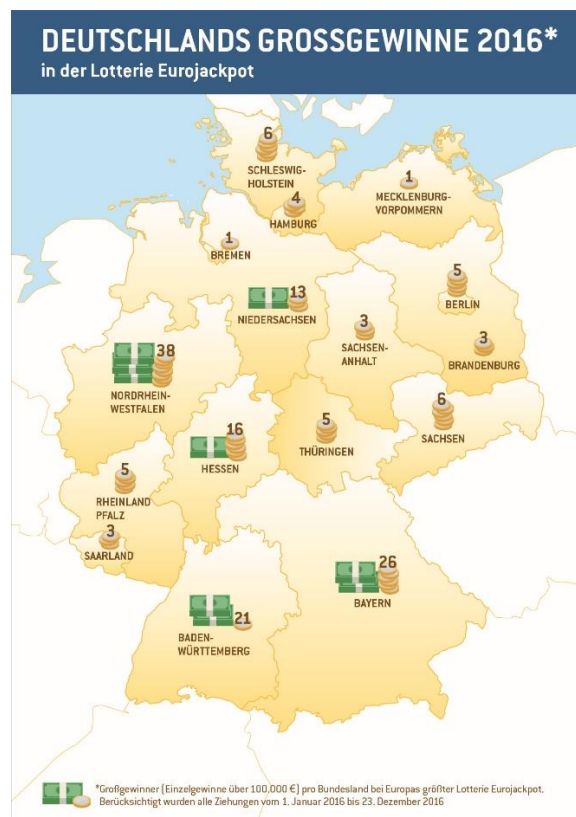 DEUTSCHLANDS GROSSGEWINNE 2016*
in der Lotterie Eurojackpot
6
SCHLESWIG-
HOLSTEIN
1
MECKLENBURG-
VORPOMMERN
4
HAMBURG
1
BREMEN
5
BERLIN
13
NIEDERSACHSEN
3
SACHSEN-
ANHALT
3
BRANDENBURG
38
NORDRHEIN-
WESTFALEN
16
HESSEN
5
THÜRINGEN
6
SACHSEN
5
RHEINLAND
PFALZ
3
SAARLAND
26
BAYERN
21
BADEN-
WÜRTTEMBERG
*Großgewinner (Einzelgewinne über 100.000 €) pro Bundesland bei Europas größter Lotterie Eurojackpot.
Berücksichtigt wurden alle Ziehungen vom 1. Januar 2016 bis 23. Dezember 2016